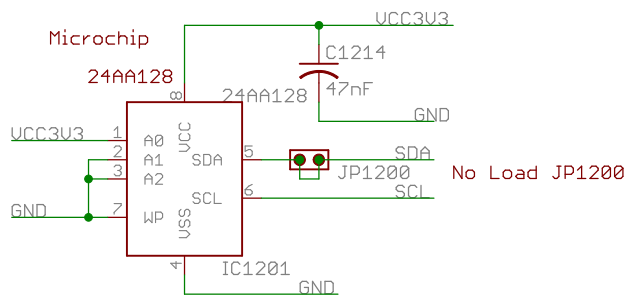 VCC3V3
Microchip
C1214
24AA128
24AA128
47nF
8
GND
VCC3V3
1
A0
VCC
2
A1
SDA
5
SDA
3
A2
JP1200
No Load JP1200
6
SCL
SCL
GND
7
WP
VSS
4
IC1201
GND